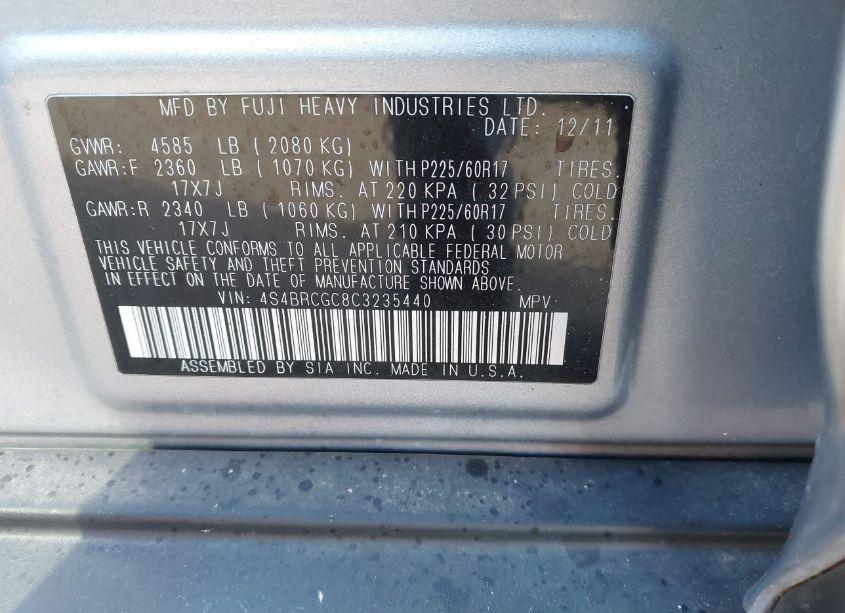 MFD BY FUJI HEAVY INDUSTRIES LTD.
DATE: 12/11
GVWR: 4585 LB ( 2080 KG)
GAWR:F 2360 LB ( 1070 KG) WITH P225/60R17 TIRES.
17X7J RIMS. AT 220 KPA ( 32 PSI) COLD
GAWR:R 2340 LB ( 1060 KG) WITH P225/60R17 TIRES.
17X7J RIMS. AT 210 KPA ( 30 PSI) COLD
THIS VEHICLE CONFORMS TO ALL APPLICABLE FEDERAL MOTOR
VEHICLE SAFETY AND THEFT PREVENTION STANDARDS
IN EFFECT ON THE DATE OF MANUFACTURE SHOWN ABOVE.
VIN: 4S4BRCGC8C3235440 MPV
ASSEMBLED BY SIA INC. MADE IN U.S.A.